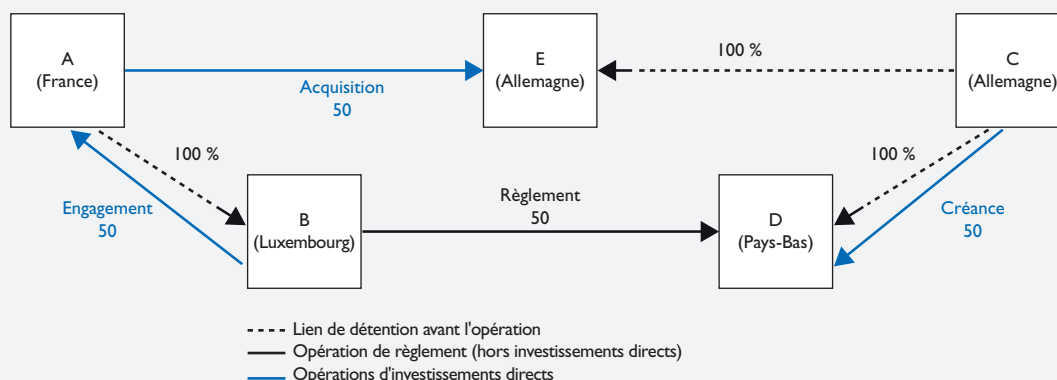 A
(France)
Acquisition
50
E
(Allemagne)
100 %
C
(Allemagne)
100 %
Engagement
50
B
(Luxembourg)
Règlement
50
D
(Pays-Bas)
100 %
Créance
50
Lien de détention avant l'opération
Opération de règlement (hors investissements directs)
Opérations d'investissements directs